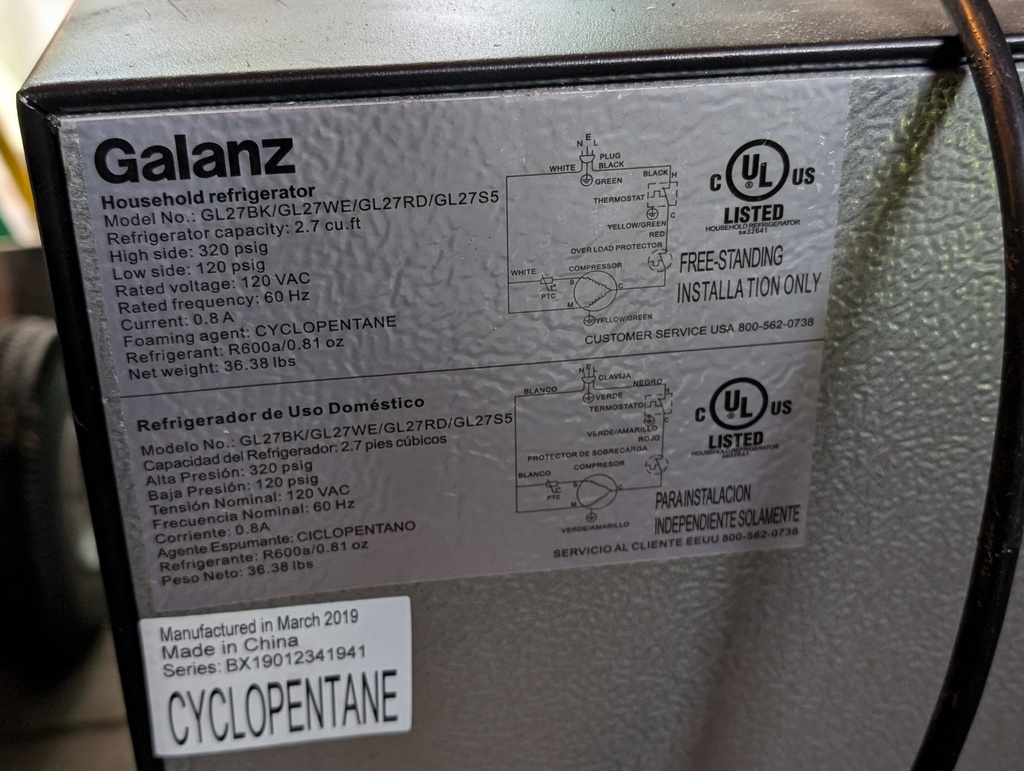 Galanz
Household refrigerator
Model No.: GL27BK/GL27WE/GL27RD/GL27S5
Refrigerator capacity: 2.7 cu.ft
High side: 320 psig
Low side: 120 psig
Rated voltage: 120 VAC
Rated frequency: 60 Hz
Current: 0.8 A
Foaming agent: CYCLOPENTANE
Refrigerant: R600a/0.81 oz
Net weight: 36.38 lbs
N E L
PLUG
WHITE BLACK
GREEN
BLACK H
THERMOSTAT
C
YELLOW/GREEN
RED
OVER LOAD PROTECTOR
WHITE COMPRESSOR
S C
PTC
M
YELLOW/GREEN
C UL ® US
LISTED
HOUSEHOLD REFRIGERATOR
sa32641
FREE-STANDING
INSTALLATION ONLY
CUSTOMER SERVICE USA 800-562-0738
Refrigerador de Uso Doméstico
Modelo No.: GL27BK/GL27WE/GL27RD/GL27S5
Capacidad del Refrigerador: 2.7 pies cúbicos
Alta Presión: 320 psig
Baja Presión: 120 psig
Tensión Nominal: 120 VAC
Frecuencia Nominal: 60 Hz
Corriente: 0.8A
Agente Espumante: CICLOPENTANO
Refrigerante: R600a/0.81 oz
Peso Neto: 36.38 lbs
N E L
CLAVIJA
BLANCO NEGRO
VERDE H
TERMOSTATO
C
VERDE/AMARILLO
ROJO
PROTECTOR DE SOBRECARGA
BLANCO COMPRESOR
S C
PTC
M
VERDE/AMARILLO
C UL ® US
LISTED
HOUSEHOLD REFRIGERATOR
sa32641
PARA INSTALACION
INDEPENDIENTE SOLAMENTE
SERVICIO AL CLIENTE EEUU 800-562-0738
Manufactured in March 2019
Made in China
Series: BX19012341941
CYCLOPENTANE